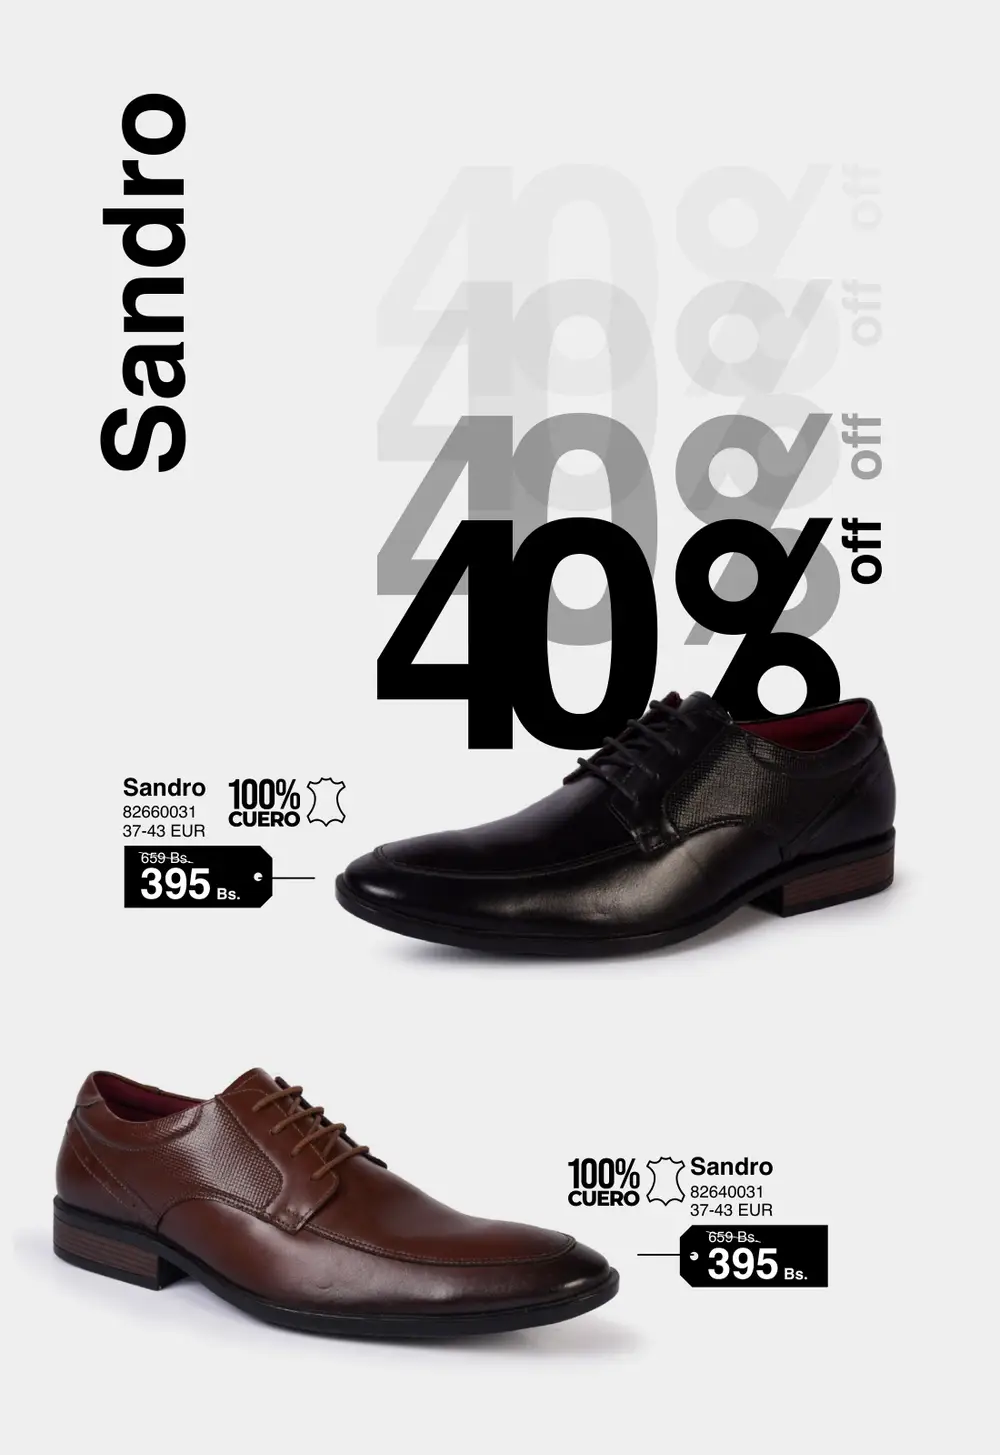 Sandro
40% off
40% off
40% off
40% off
Sandro
82660031
37-43 EUR
100%
CUERO
659 Bs.
395 Bs.
100%
CUERO
Sandro
82640031
37-43 EUR
659 Bs.
395 Bs.